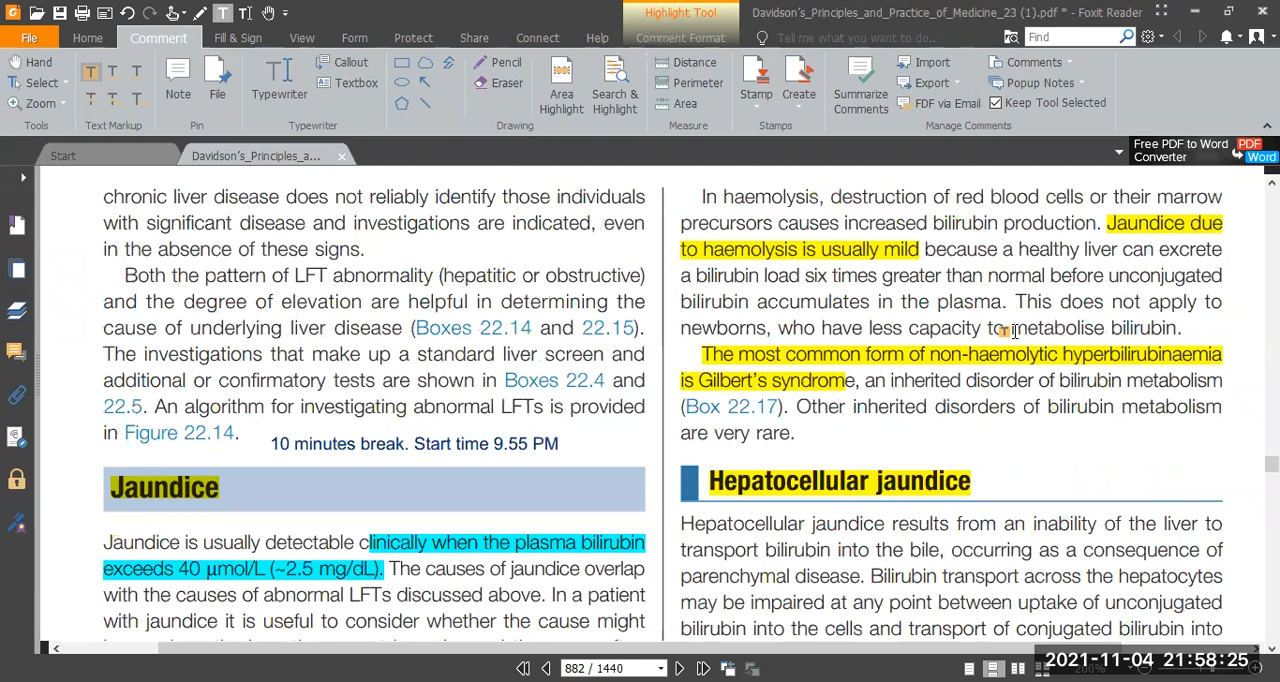 Highlight Tool
Davidson's_Principles_and_Practice_of_Medicine_23 (1).pdf * - Foxit Reader
File
Home
Comment
Fill & Sign
View
Form
Protect
Share
Connect
Help
Comment Format
Tell me what you want to do..
Find
Hand
Select
Zoom
Tools
Text Markup
Note
File
Pin
Typewriter
Callout
Textbox
Typewriter
Pencil
Eraser
Drawing
Area Highlight
Search & Highlight
Distance
Perimeter
Area
Measure
Stamp
Create
Stamps
Summarize Comments
Import
Export
FDF via Email
Comments
Popup Notes
Keep Tool Selected
Manage Comments
Start
Davidson's_Principles_a...
Free PDF to Word Converter
PDF
Word
chronic liver disease does not reliably identify those individuals
with significant disease and investigations are indicated, even
in the absence of these signs.
Both the pattern of LFT abnormality (hepatitic or obstructive)
and the degree of elevation are helpful in determining the
cause of underlying liver disease (Boxes 22.14 and 22.15).
The investigations that make up a standard liver screen and
additional or confirmatory tests are shown in Boxes 22.4 and
22.5. An algorithm for investigating abnormal LFTs is provided
in Figure 22.14.
10 minutes break. Start time 9.55 PM
Jaundice
Jaundice is usually detectable clinically when the plasma bilirubin
exceeds 40 μmol/L (~2.5 mg/dL). The causes of jaundice overlap
with the causes of abnormal LFTs discussed above. In a patient
with jaundice it is useful to consider whether the cause might
In haemolysis, destruction of red blood cells or their marrow
precursors causes increased bilirubin production. Jaundice due
to haemolysis is usually mild because a healthy liver can excrete
a bilirubin load six times greater than normal before unconjugated
bilirubin accumulates in the plasma. This does not apply to
newborns, who have less capacity to metabolise bilirubin.
The most common form of non-haemolytic hyperbilirubinaemia
is Gilbert's syndrome, an inherited disorder of bilirubin metabolism
(Box 22.17). Other inherited disorders of bilirubin metabolism
are very rare.
Hepatocellular jaundice
Hepatocellular jaundice results from an inability of the liver to
transport bilirubin into the bile, occurring as a consequence of
parenchymal disease. Bilirubin transport across the hepatocytes
may be impaired at any point between uptake of unconjugated
bilirubin into the cells and transport of conjugated bilirubin into
882 / 1440
2021-11-04 21:58:25